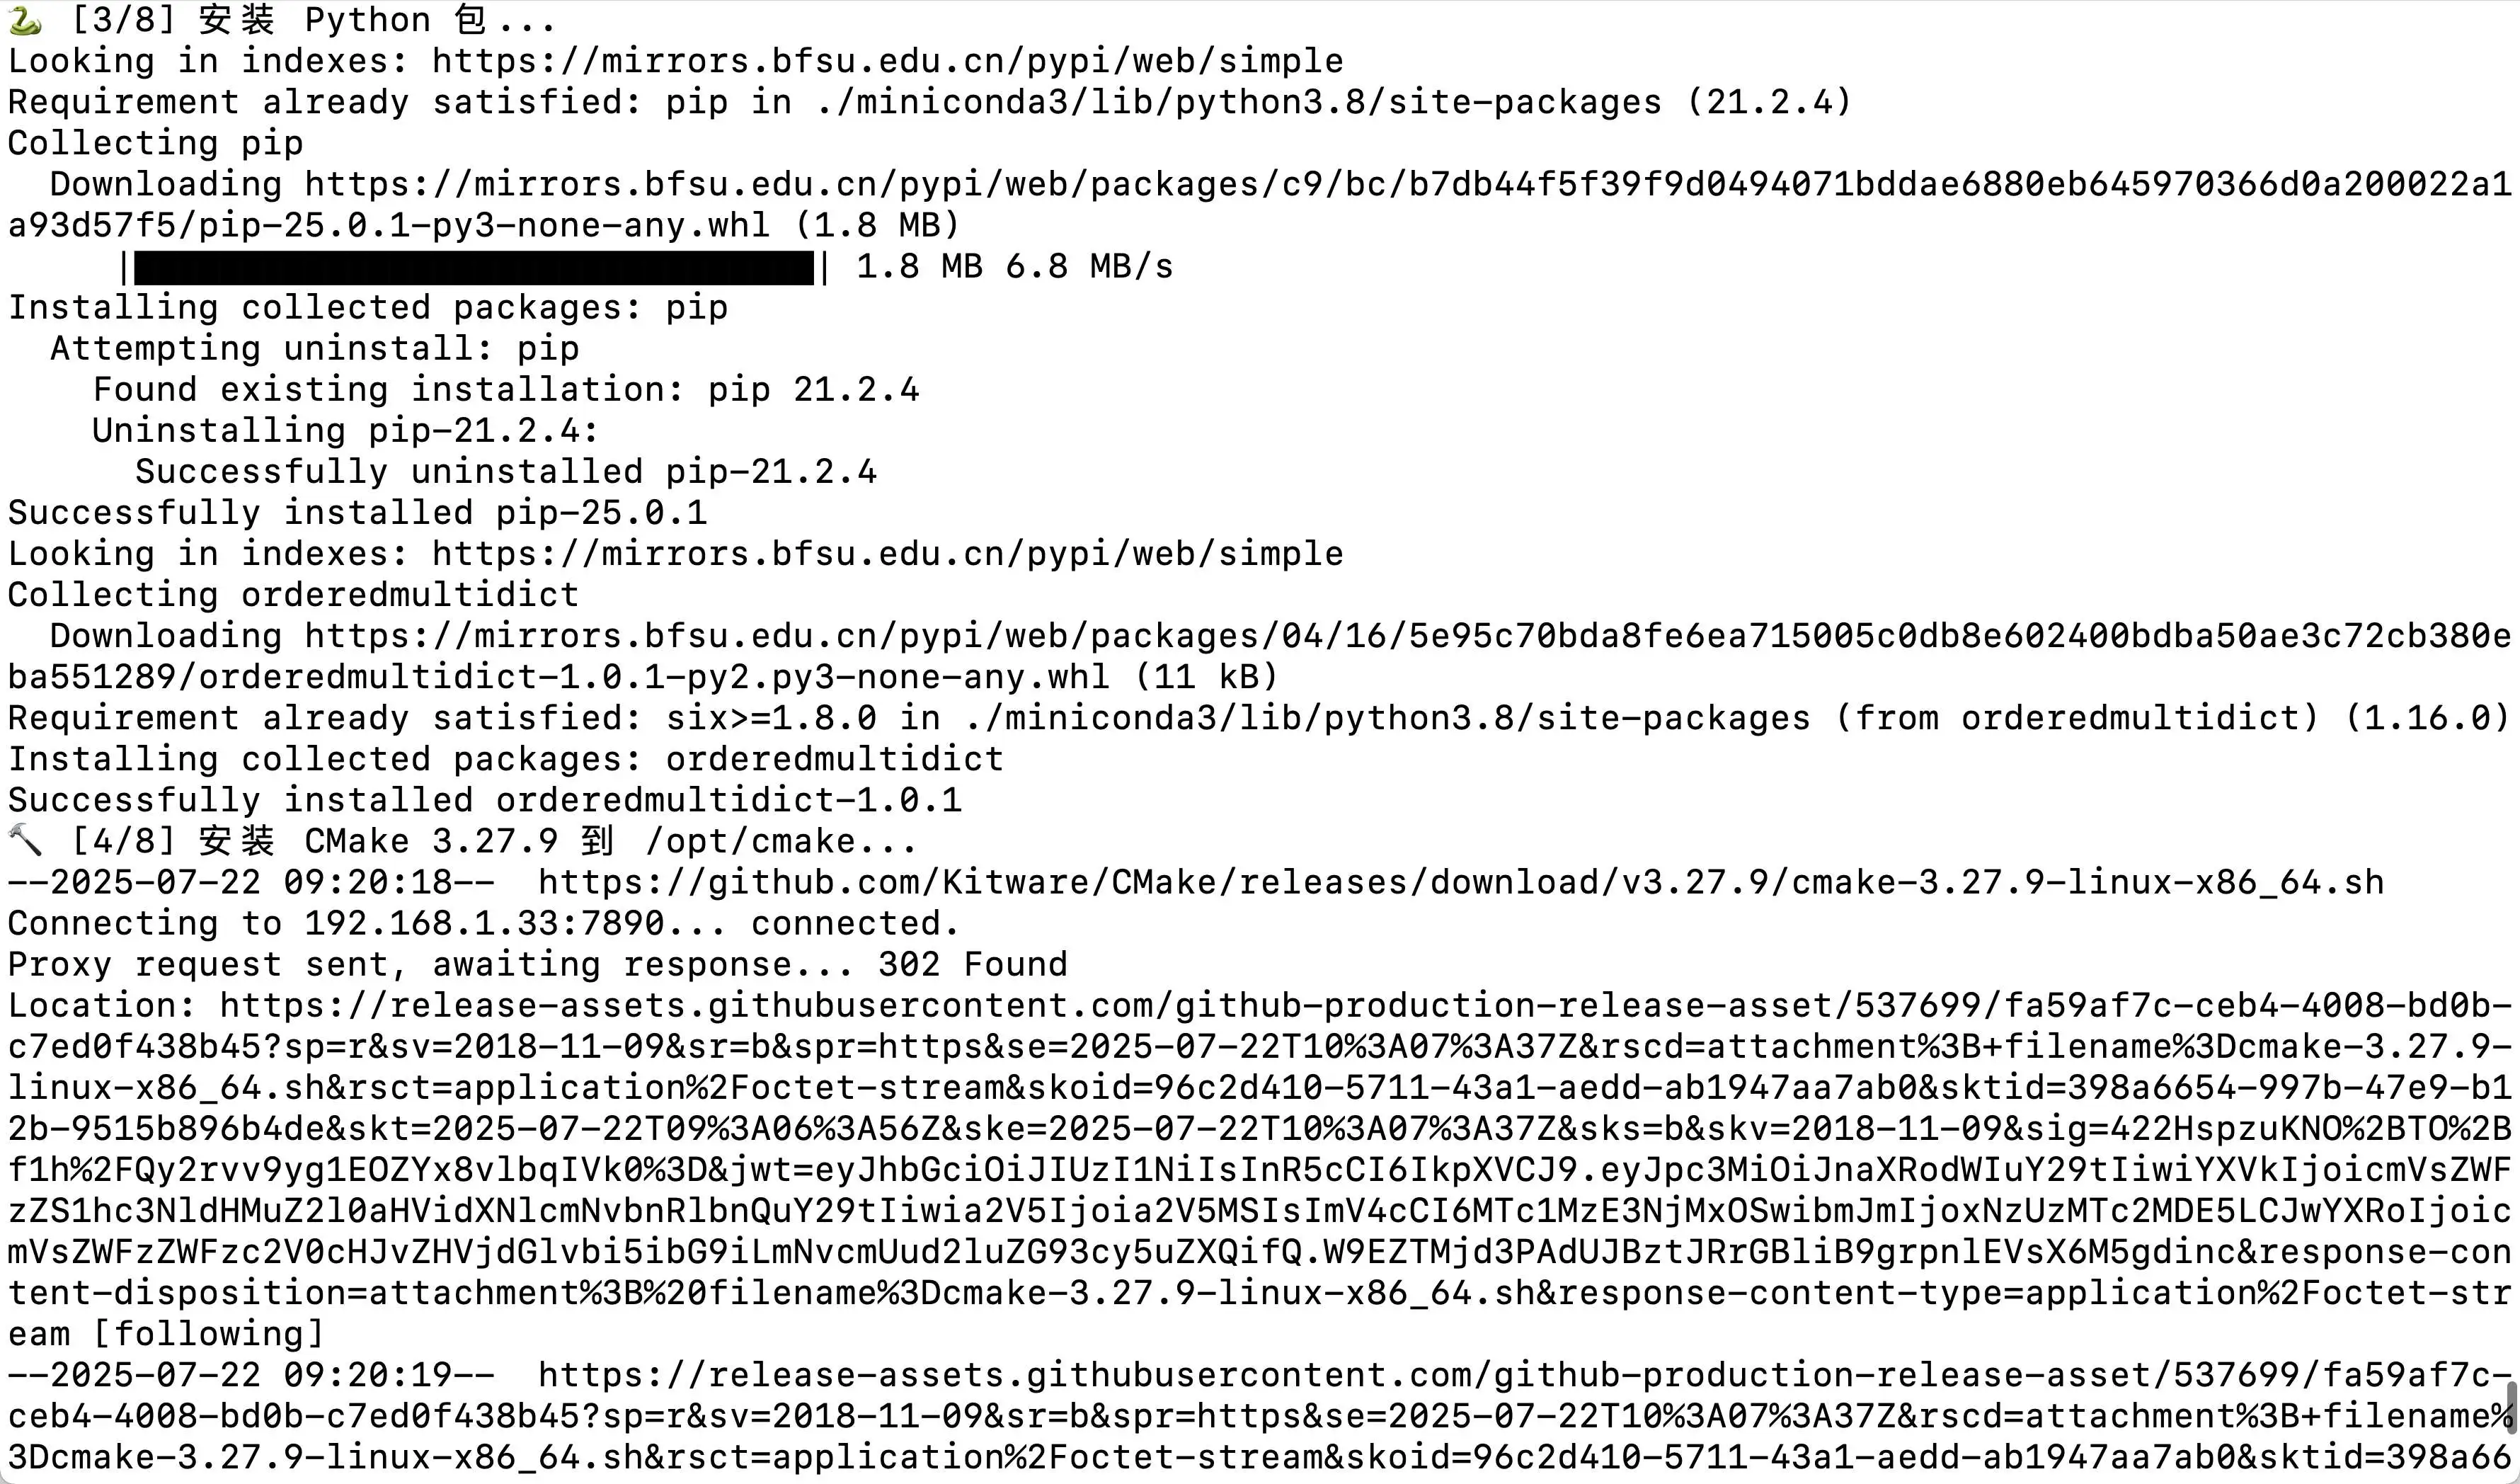 🐍 [3/8] 安装 Python 包...
Looking in indexes: https://mirrors.bfsu.edu.cn/pypi/web/simple
Requirement already satisfied: pip in ./miniconda3/lib/python3.8/site-packages (21.2.4)
Collecting pip
  Downloading https://mirrors.bfsu.edu.cn/pypi/web/packages/c9/bc/b7db44f5f39f9d0494071bddae6880eb645970366d0a200022a1
a93d57f5/pip-25.0.1-py3-none-any.whl (1.8 MB)
     |████████████████████████████████| 1.8 MB 6.8 MB/s
Installing collected packages: pip
  Attempting uninstall: pip
    Found existing installation: pip 21.2.4
    Uninstalling pip-21.2.4:
      Successfully uninstalled pip-21.2.4
Successfully installed pip-25.0.1
Looking in indexes: https://mirrors.bfsu.edu.cn/pypi/web/simple
Collecting orderedmultidict
  Downloading https://mirrors.bfsu.edu.cn/pypi/web/packages/04/16/5e95c70bda8fe6ea715005c0db8e602400bdba50ae3c72cb380e
ba551289/orderedmultidict-1.0.1-py2.py3-none-any.whl (11 kB)
Requirement already satisfied: six>=1.8.0 in ./miniconda3/lib/python3.8/site-packages (from orderedmultidict) (1.16.0)
Installing collected packages: orderedmultidict
Successfully installed orderedmultidict-1.0.1
🔨 [4/8] 安装 CMake 3.27.9 到 /opt/cmake...
--2025-07-22 09:20:18--  https://github.com/Kitware/CMake/releases/download/v3.27.9/cmake-3.27.9-linux-x86_64.sh
Connecting to 192.168.1.33:7890... connected.
Proxy request sent, awaiting response... 302 Found
Location: https://release-assets.githubusercontent.com/github-production-release-asset/537699/fa59af7c-ceb4-4008-bd0b-
c7ed0f438b45?sp=r&sv=2018-11-09&sr=b&spr=https&se=2025-07-22T10%3A07%3A37Z&rscd=attachment%3B+filename%3Dcmake-3.27.9-
linux-x86_64.sh&rsct=application%2Foctet-stream&skoid=96c2d410-5711-43a1-aedd-ab1947aa7ab0&sktid=398a6654-997b-47e9-b1
2b-9515b896b4de&skt=2025-07-22T09%3A06%3A56Z&ske=2025-07-22T10%3A07%3A37Z&sks=b&skv=2018-11-09&sig=422HspzuKNO%2BTO%2B
f1h%2FQy2rvv9yg1EOZYx8vlbqIVk0%3D&jwt=eyJhbGciOiJIUzI1NiIsInR5cCI6IkpXVCJ9.eyJpc3MiOiJnaXRodWIuY29tIiwiYXVkIjoicmVsZWF
zZS1hc3NldHMuZ2l0aHVidXNlcmNvbnRlbnQuY29tIiwia2V5Ijoia2V5MSIsImV4cCI6MTc1MzE3NjMxOSwibmJmIjoxNzUzMTc2MDE5LCJwYXRoIjoic
mVsZWFzZWFzc2V0cHJvZHVjdGlvbi5ibG9iLmNvcmUud2luZG93cy5uZXQifQ.W9EZTMjd3PAdUJBztJRrGBliB9grpnlEVsX6M5gdinc&response-con
tent-disposition=attachment%3B%20filename%3Dcmake-3.27.9-linux-x86_64.sh&response-content-type=application%2Foctet-str
eam [following]
--2025-07-22 09:20:19--  https://release-assets.githubusercontent.com/github-production-release-asset/537699/fa59af7c-
ceb4-4008-bd0b-c7ed0f438b45?sp=r&sv=2018-11-09&sr=b&spr=https&se=2025-07-22T10%3A07%3A37Z&rscd=attachment%3B+filename%
3Dcmake-3.27.9-linux-x86_64.sh&rsct=application%2Foctet-stream&skoid=96c2d410-5711-43a1-aedd-ab1947aa7ab0&sktid=398a66